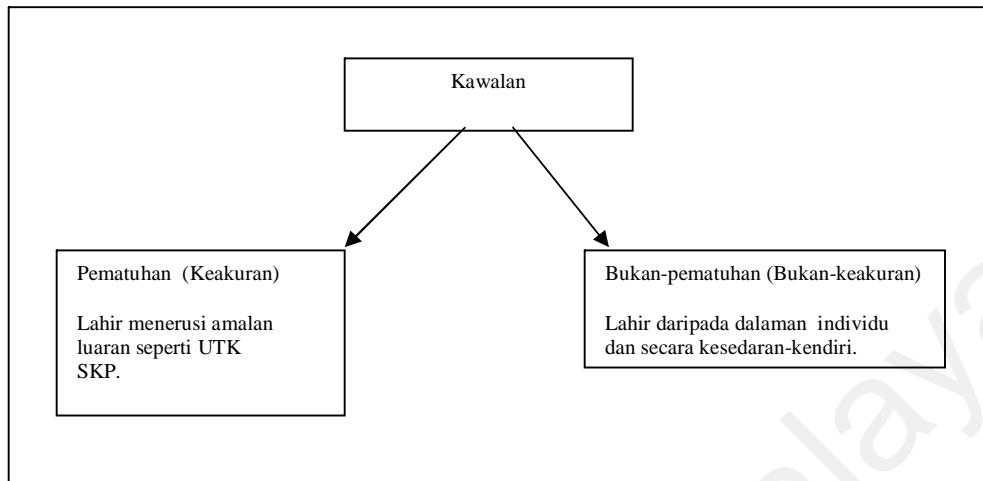 Kawalan
Pematuhan (Keakuran)
Lahir menerusi amalan
luaran seperti UTK
SKP.
Bukan-pematuhan (Bukan-keakuran)
Lahir daripada dalaman individu
dan secara kesedaran-kendiri.